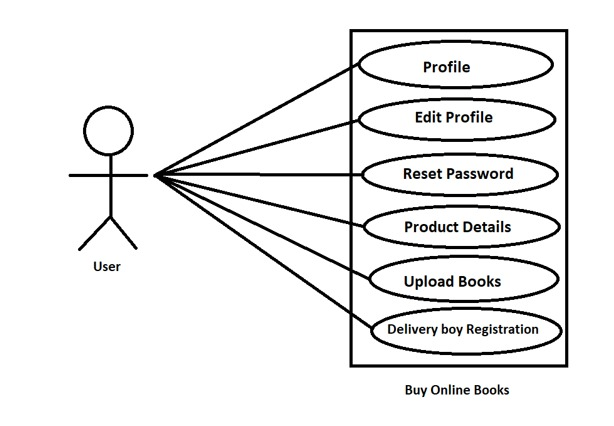 Profile
Edit Profile
Reset Password
Product Details
Upload Books
Delivery boy Registration
User
Buy Online Books